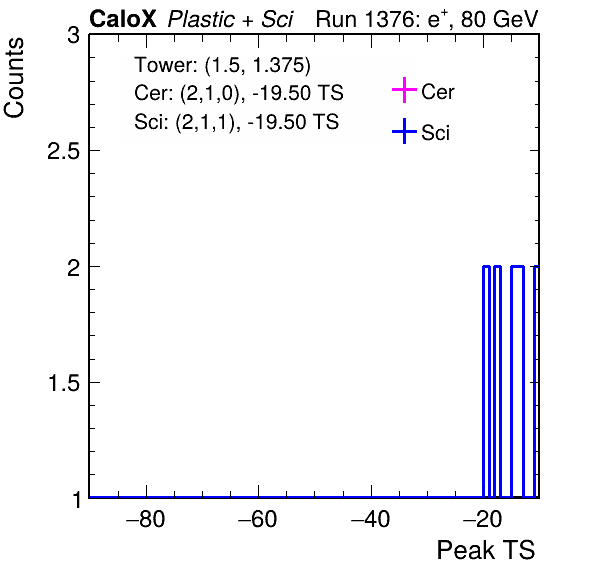 CaloX Plastic + Sci Run 1376: e⁺, 80 GeV
Counts
Tower: (1.5, 1.375)
Cer: (2,1,0), -19.50 TS
Sci: (2,1,1), -19.50 TS
Cer
Sci
3
2.5
2
1.5
1
−80 −60 −40 −20
Peak TS